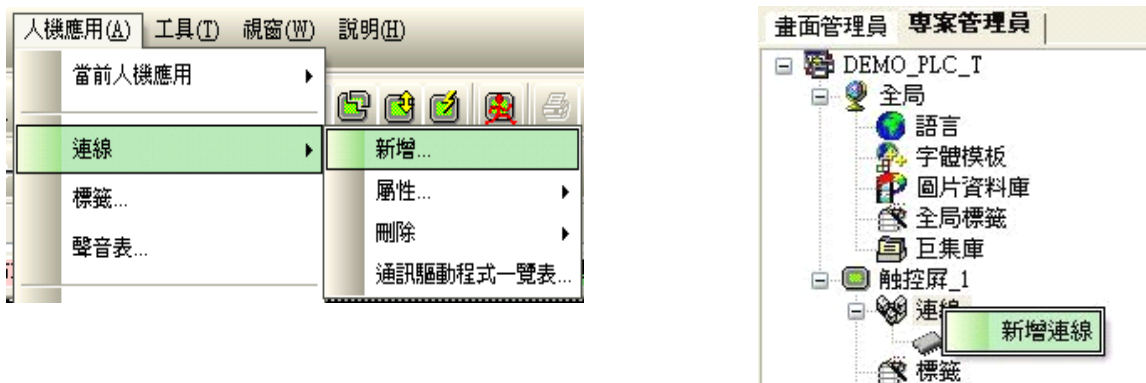 人機應用(A) 工具(T) 視窗(W) 說明(H)
當前人機應用
連線
標籤...
聲音表...
新增...
屬性...
刪除
通訊驅動程式一覽表...
畫面管理員 專案管理員
DEMO_PLC_T
全局
語言
字體模板
圖片資料庫
全局標籤
巨集庫
觸控屏_1
連線
新增連線
標籤